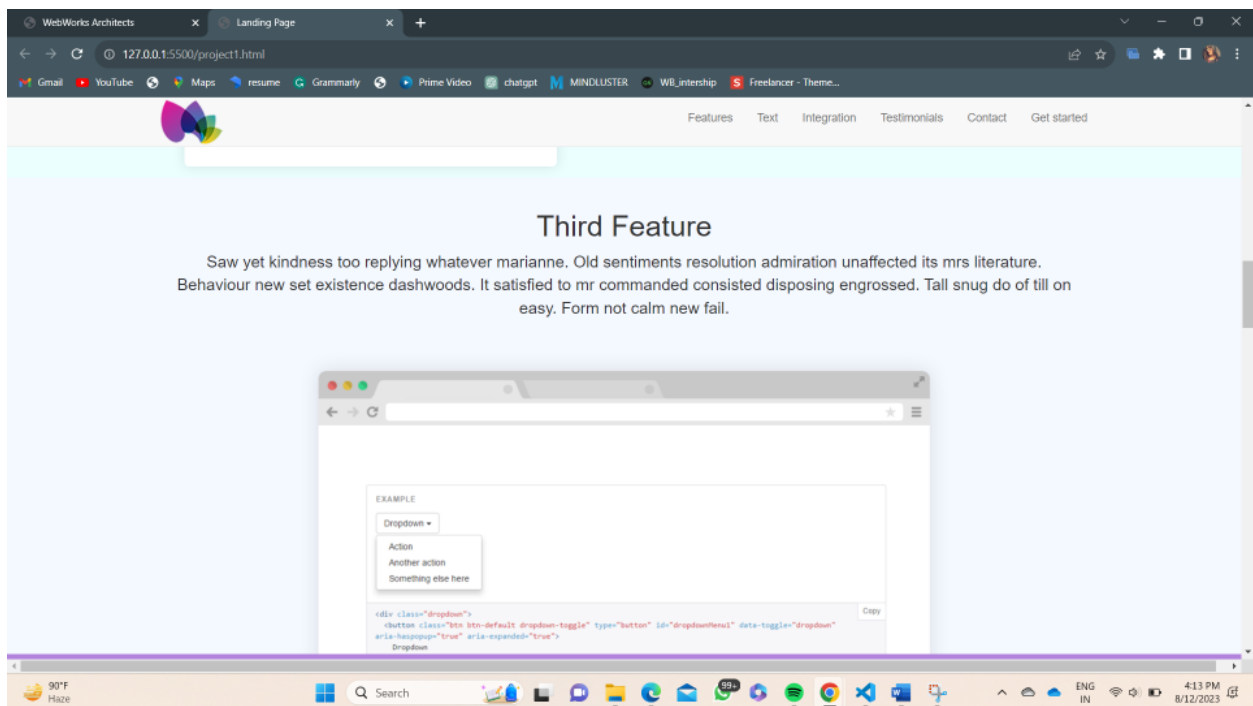 WebWorks Architects
Landing Page
127.0.0.1:5500/project1.html
Gmail YouTube Maps resume Grammarly Prime Video chatgpt MINDLUSTER WB_intership Freelancer - Theme...
Features Text Integration Testimonials Contact Get started
Third Feature
Saw yet kindness too replying whatever marianne. Old sentiments resolution admiration unaffected its mrs literature.
Behaviour new set existence dashwoods. It satisfied to mr commanded consisted disposing engrossed. Tall snug do of till on
easy. Form not calm new fail.
EXAMPLE
Dropdown
Action
Another action
Something else here
Copy
<div class="dropdown">
<button class="btn btn-default dropdown-toggle" type="button" id="dropdownMenu1" data-toggle="dropdown"
aria-haspopup="true" aria-expanded="true">
Dropdown
90°F
Haze
Search
99+
ENG
IN
4:13 PM
8/12/2023